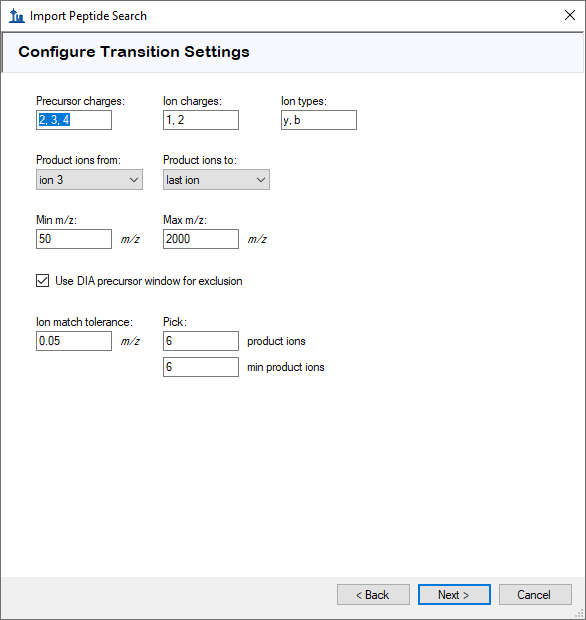 Import Peptide Search
Configure Transition Settings
Precursor charges: Ion charges: Ion types:
2, 3, 4 1, 2 y, b
Product ions from: Product ions to:
ion 3 last ion
Min m/z: Max m/z:
50 m/z 2000 m/z
Use DIA precursor window for exclusion
Ion match tolerance: Pick:
0.05 m/z 6 product ions
6 min product ions
< Back Next > Cancel